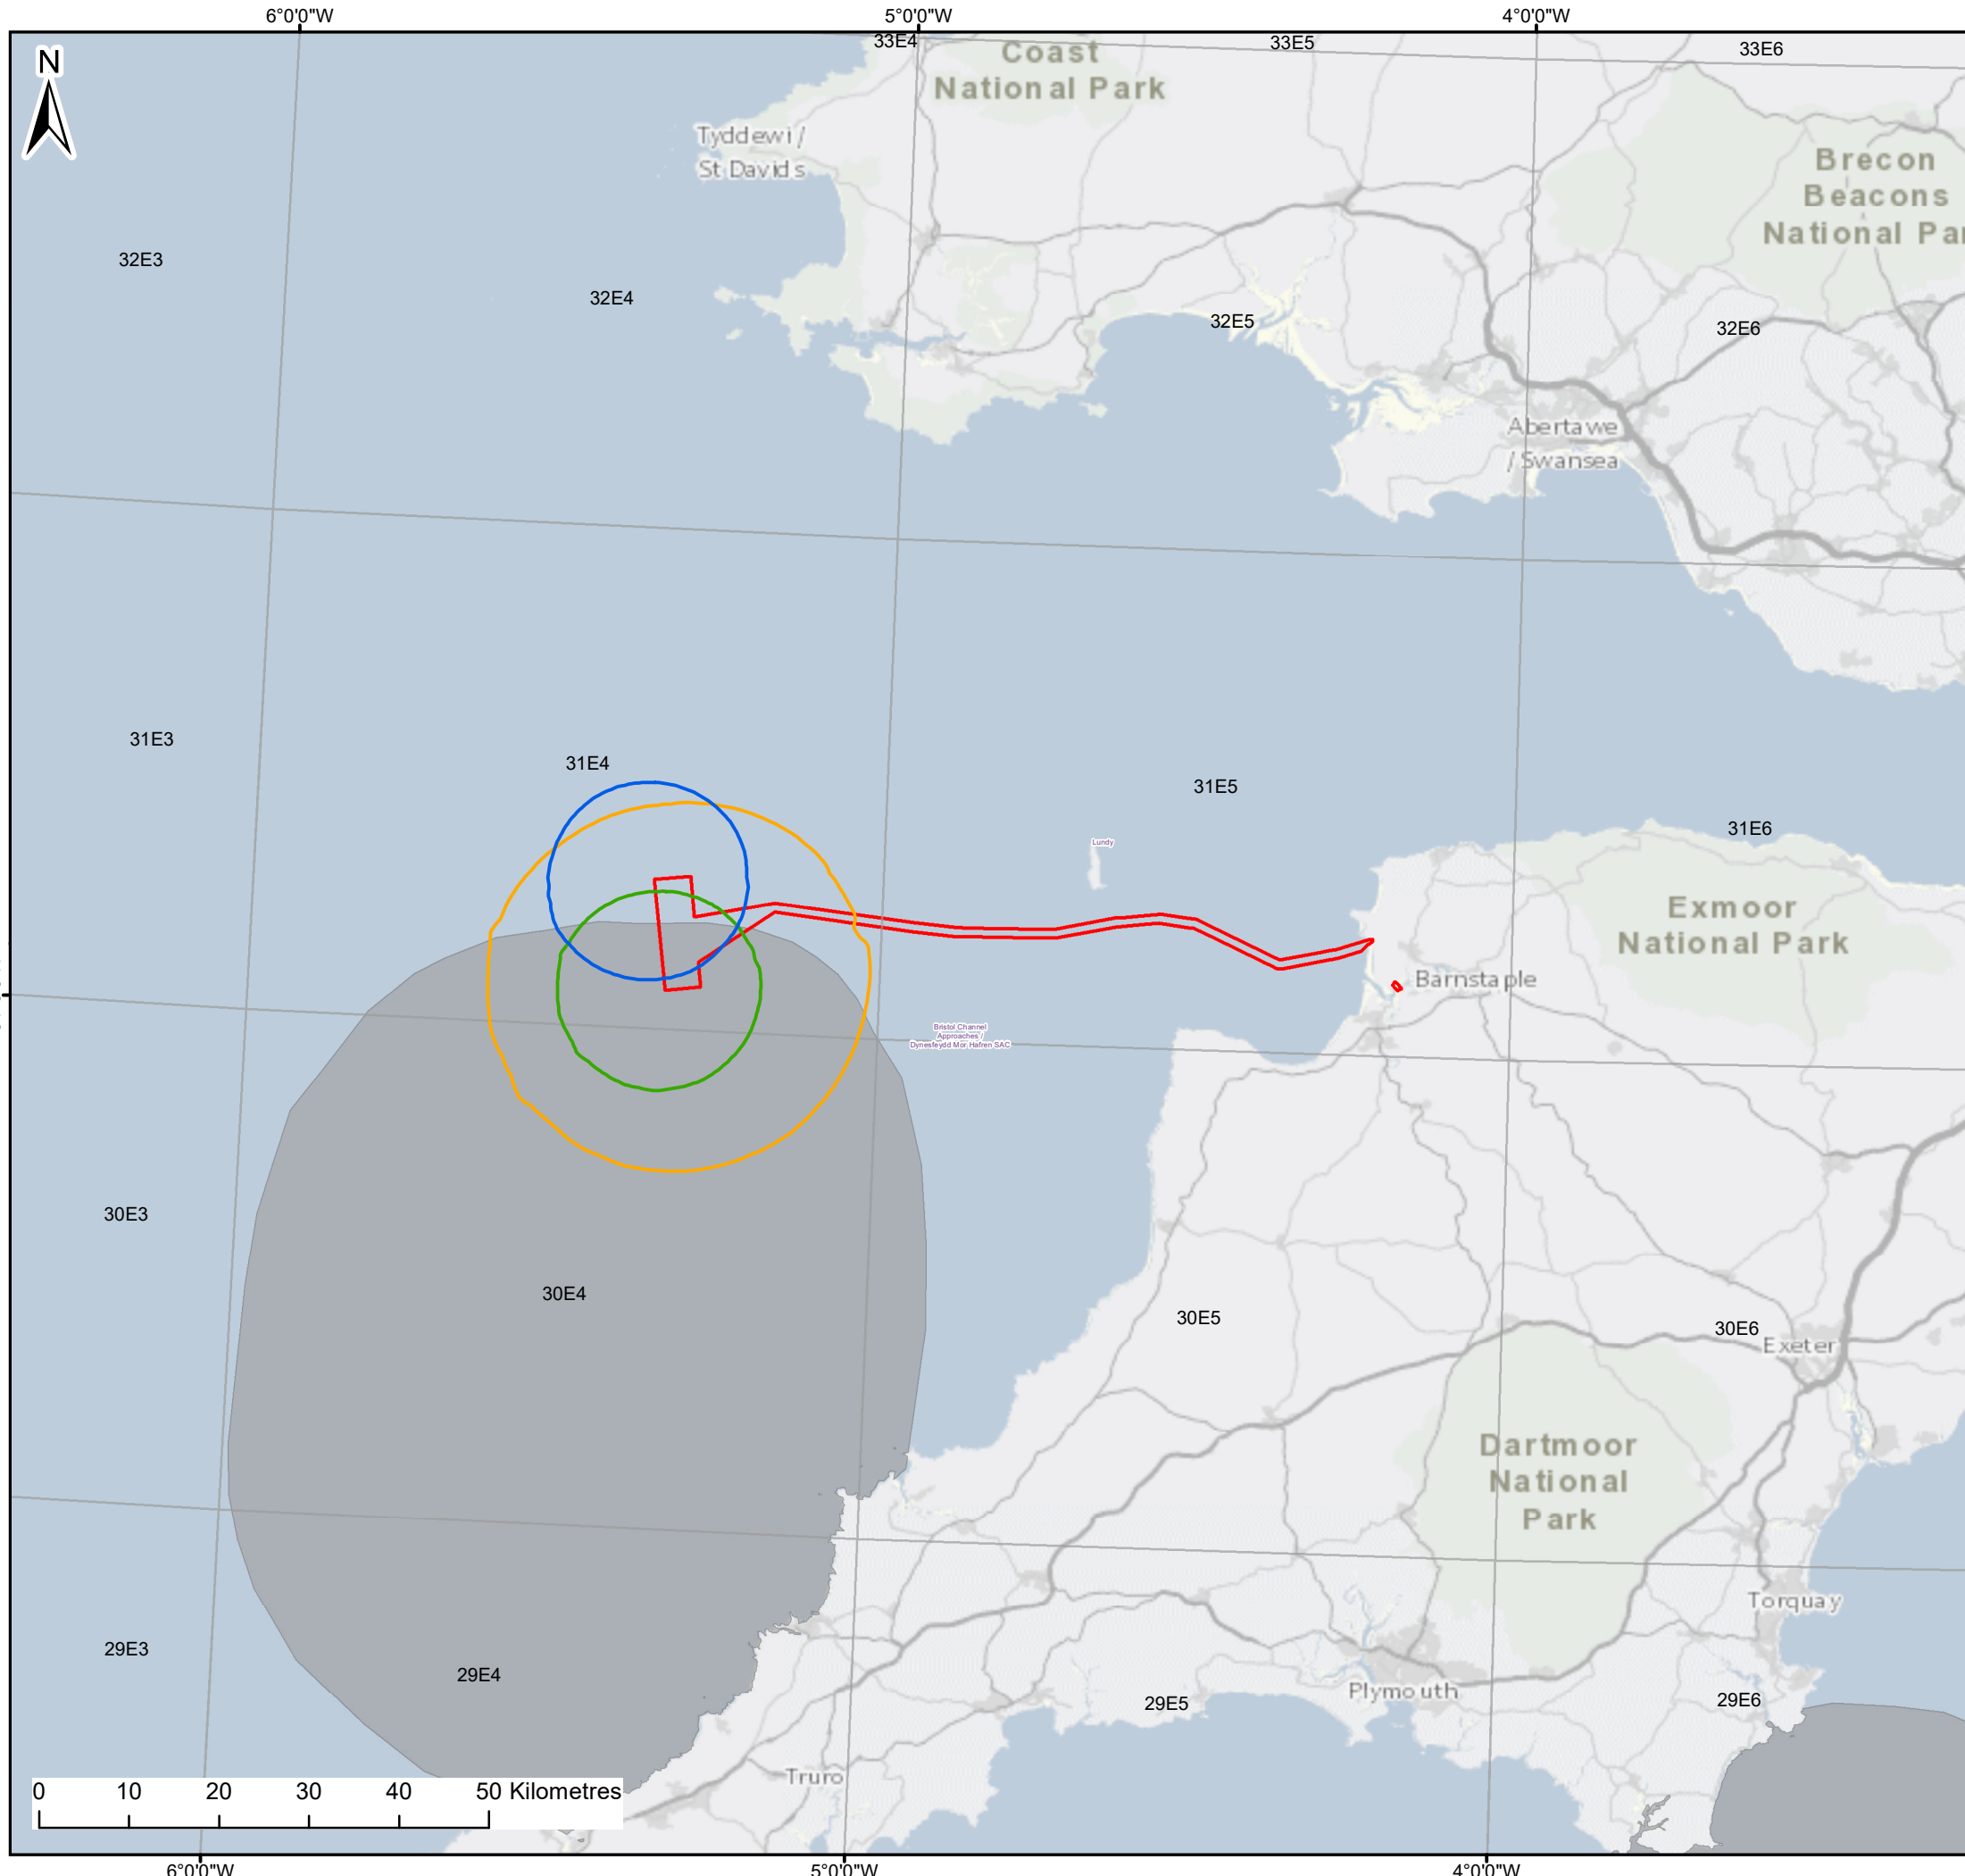 6°0'0"W
5°0'0"W
4°0'0"W
N
33E4
33E5
33E6
Coast
National Park
Tyddewi /
St Davids
Brecon
Beacons
National Pa
32E3
32E4
32E5
32E6
Abertawe
/ Swansea
31E3
31E4
31E5
31E6
Lundy
Exmoor
National Park
Barnstaple
Bristol Channel
Approaches /
Dynesfeydd Môr Hafren SAC
30E3
30E4
30E5
30E6
Exeter
Dartmoor
National
Park
Torquay
29E3
29E4
29E5
29E6
Plymouth
Truro
0 10 20 30 40 50 Kilometres
6°0'0"W
5°0'0"W
4°0'0"W